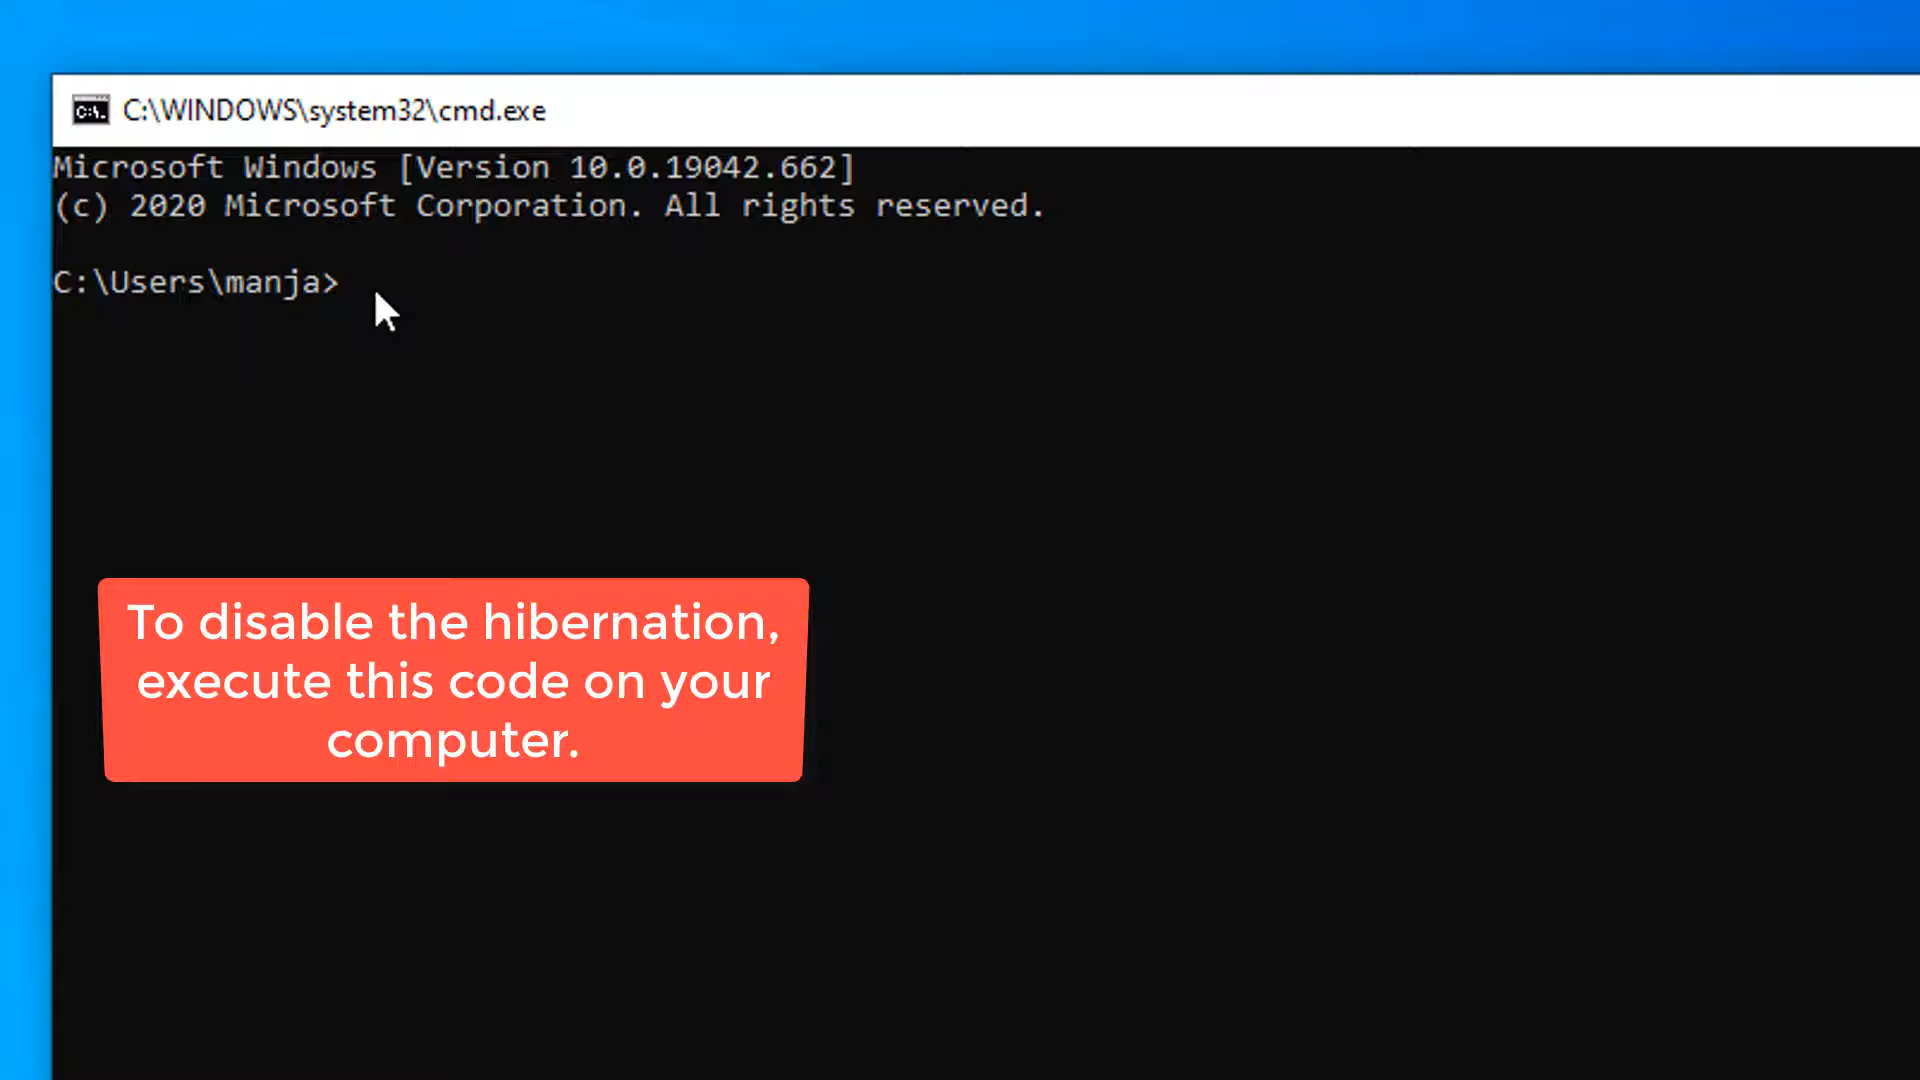 C:\WINDOWS\system32\cmd.exe
Microsoft Windows [Version 10.0.19042.662]
(c) 2020 Microsoft Corporation. All rights reserved.
C:\Users\manja>
To disable the hibernation,
execute this code on your
computer.